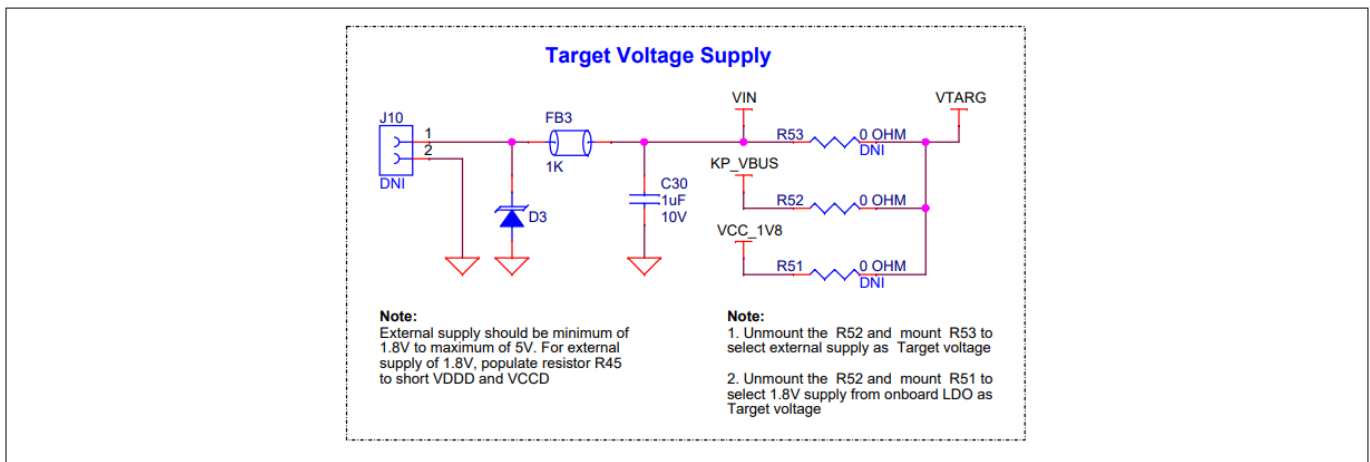 Target Voltage Supply
VIN
VTARG
J10
1
2
DNI
FB3
1K
R53
0 OHM
DNI
KP_VBUS
C30
1uF
10V
R52
0 OHM
D3
VCC_1V8
R51
0 OHM
DNI
Note:
External supply should be minimum of
1.8V to maximum of 5V. For external
supply of 1.8V, populate resistor R45
to short VDDD and VCCD
Note:
1. Unmount the R52 and mount R53 to
select external supply as Target voltage
2. Unmount the R52 and mount R51 to
select 1.8V supply from onboard LDO as
Target voltage